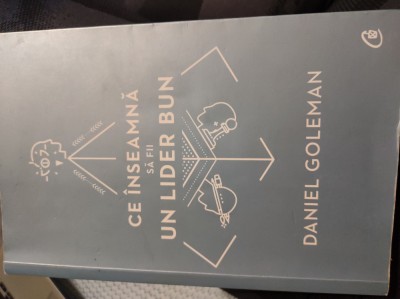 CE ÎNSEAMNĂ
SĂ FII
UN LIDER BUN
DANIEL GOLEMAN